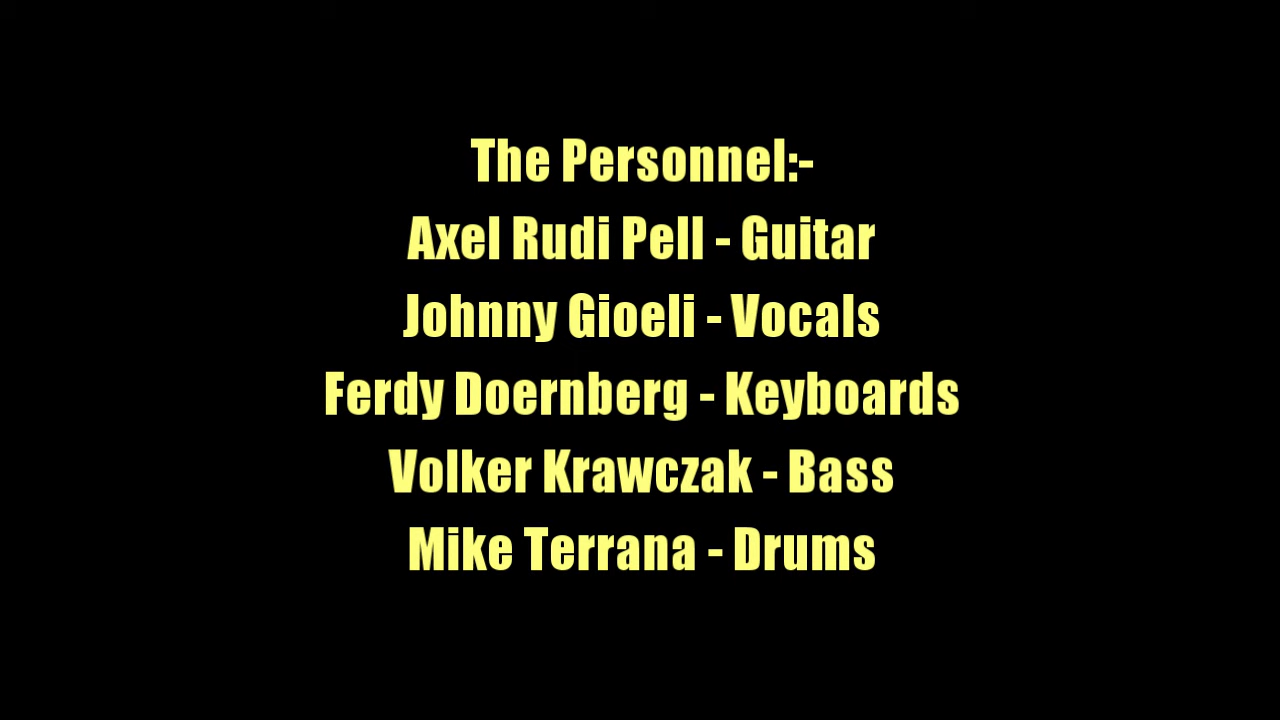 The Personnel:-
Axel Rudi Pell - Guitar
Johnny Gioeli - Vocals
Ferdy Doernberg - Keyboards
Volker Krawczak - Bass
Mike Terrana - Drums